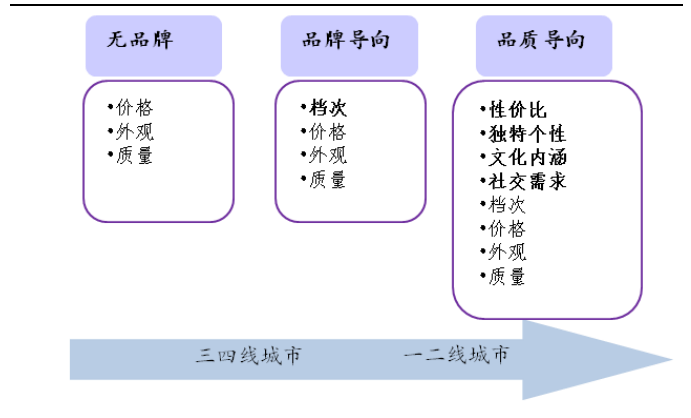 无品牌
•价格
•外观
•质量
品牌导向
•档次
•价格
•外观
•质量
品质导向
•性价比
•独特个性
•文化内涵
•社交需求
•档次
•价格
•外观
•质量
三四线城市
一二线城市